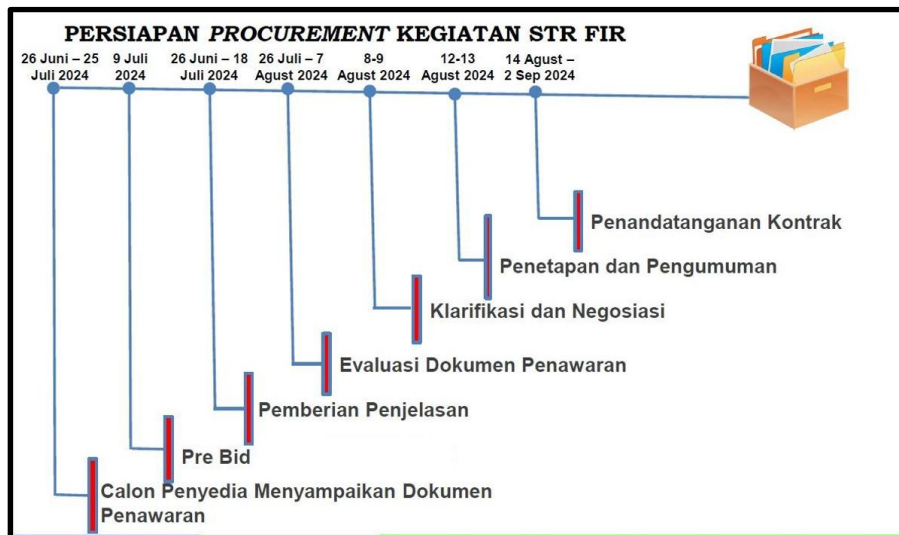 PERSIAPAN PROCUREMENT KEGIATAN STR FIR
26 Juni – 25
Juli 2024
9 Juli
2024
26 Juni – 18
Juli 2024
26 Juli – 7
Agust 2024
8-9
Agust 2024
12-13
Agust 2024
14 Agust –
2 Sep 2024
Penandatanganan Kontrak
Penetapan dan Pengumuman
Klarifikasi dan Negosiasi
Evaluasi Dokumen Penawaran
Pemberian Penjelasan
Pre Bid
Calon Penyedia Menyampaikan Dokumen
Penawaran